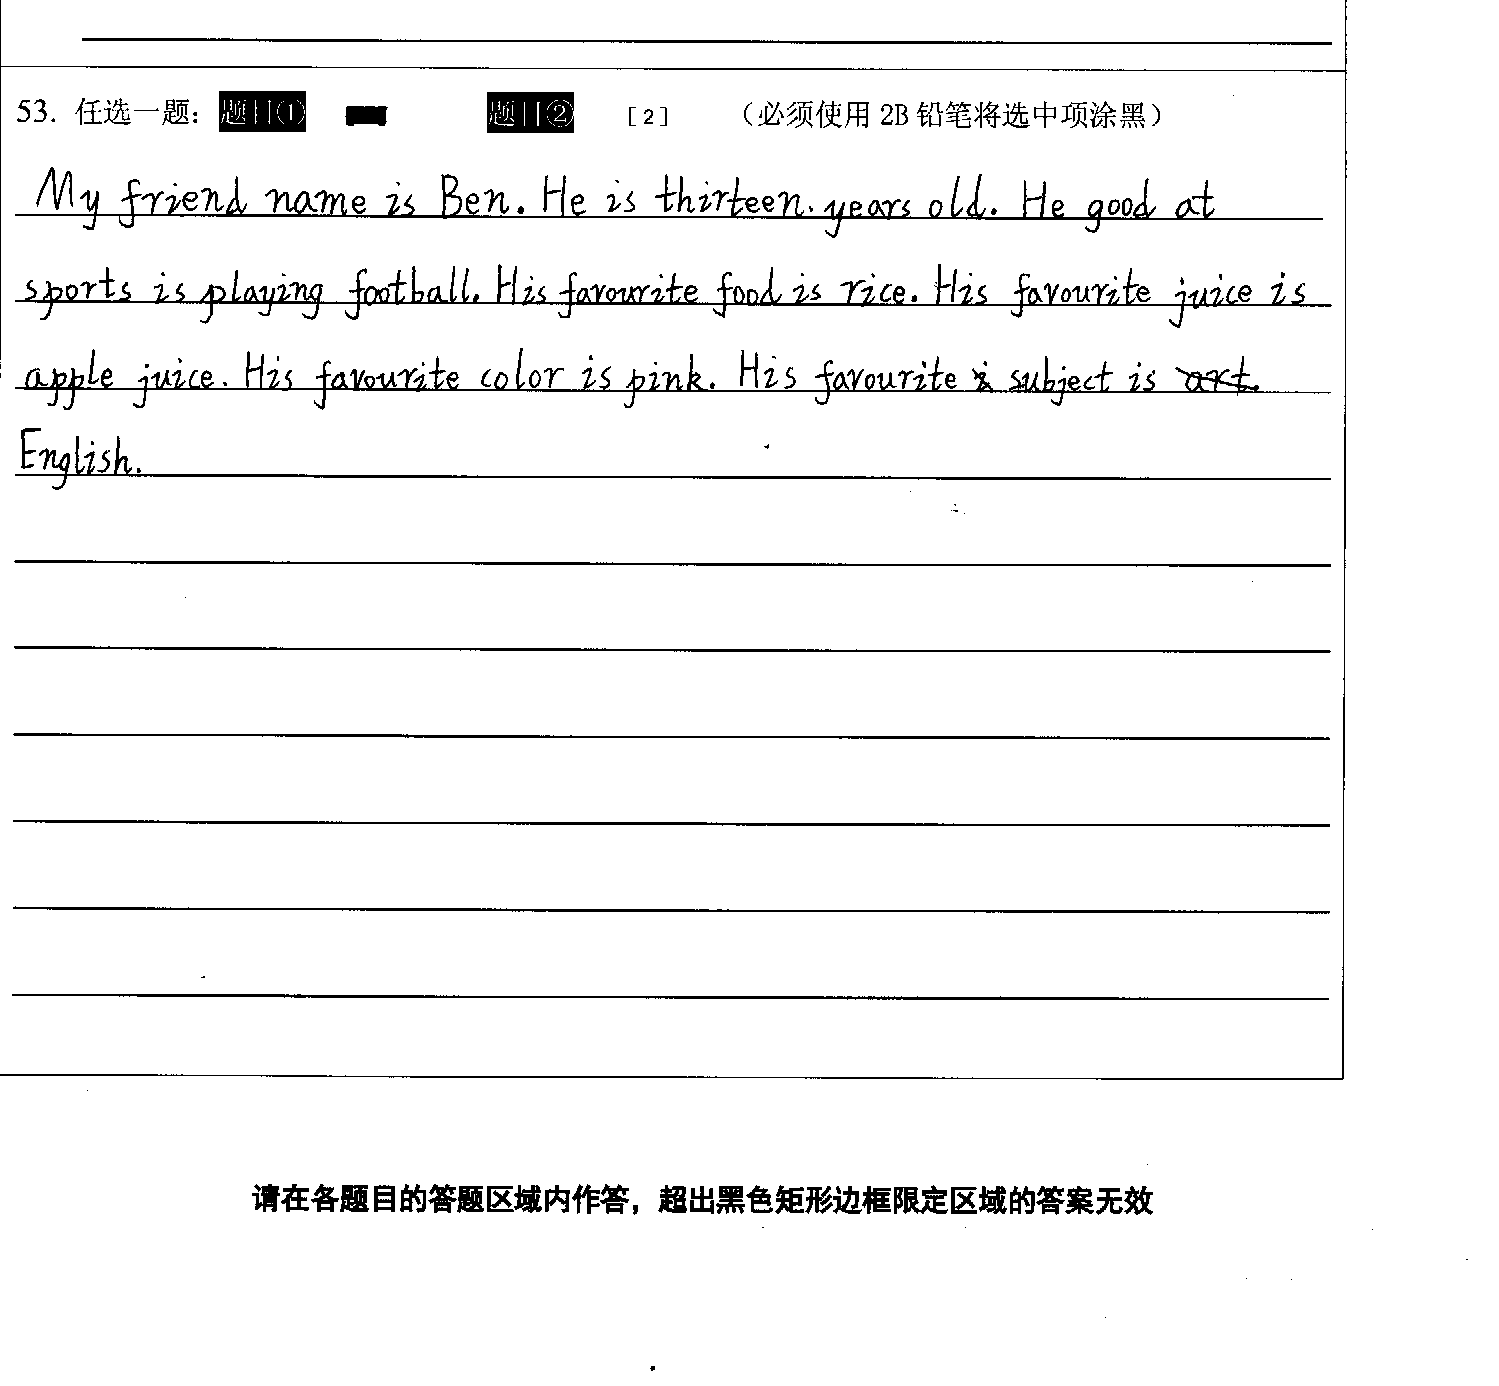 53. 任选一题： 题目① 题目② [2] （必须使用 2B 铅笔将选中项涂黑）
My friend name is Ben. He is thirteen. years old. He good at
sports is playing football. His favourite food is rice. His favourite juice is
apple juice. His favourite color is pink. His favourite subject is art.
English.
请在各题目的答题区域内作答，超出黑色矩形边框限定区域的答案无效